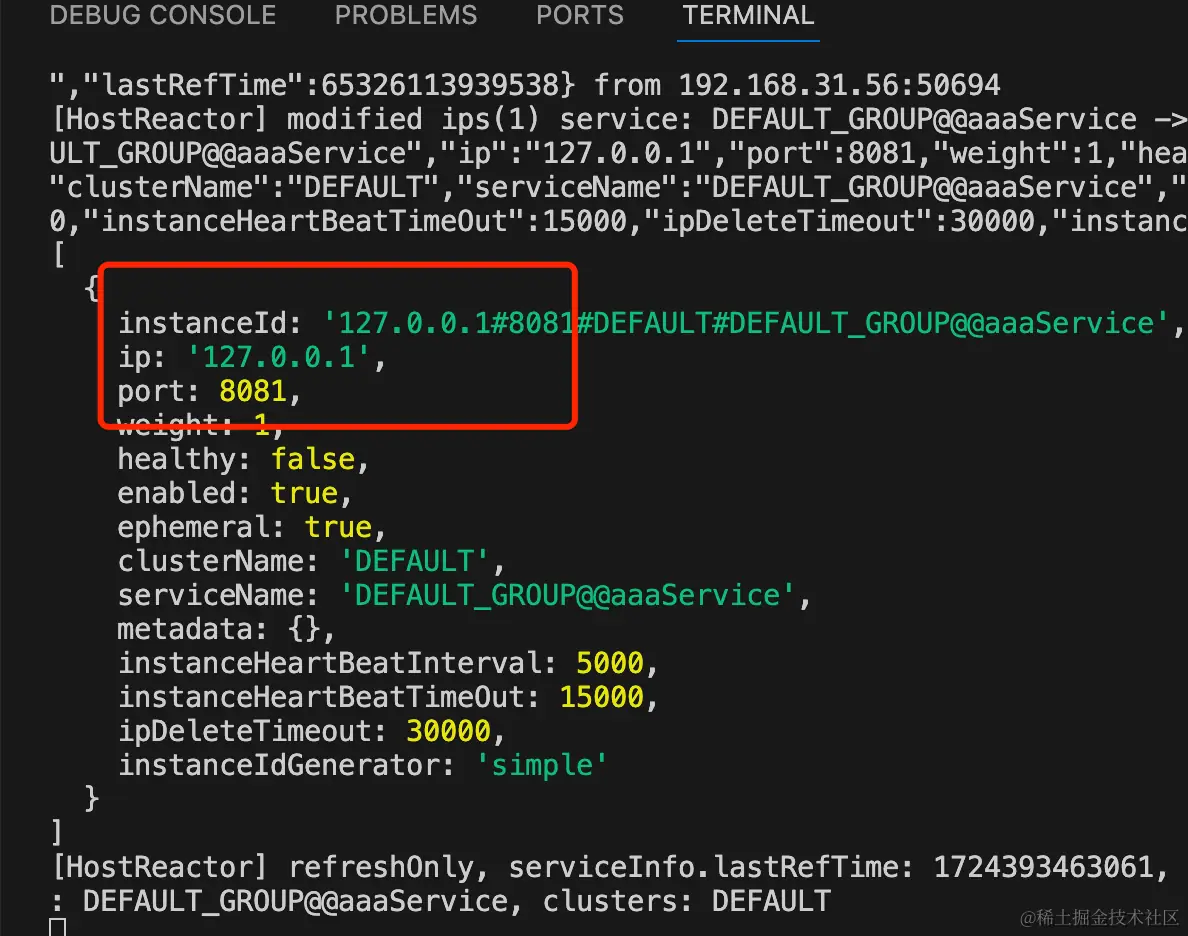 DEBUG CONSOLE PROBLEMS PORTS TERMINAL
","lastRefTime":65326113939538} from 192.168.31.56:50694
[HostReactor] modified ips(1) service: DEFAULT_GROUP@@aaaService ->
ULT_GROUP@@aaaService","ip":"127.0.0.1","port":8081,"weight":1,"hea
"clusterName":"DEFAULT","serviceName":"DEFAULT_GROUP@@aaaService","
0,"instanceHeartBeatTimeOut":15000,"ipDeleteTimeout":30000,"instanc
[
{
instanceId: '127.0.0.1#8081#DEFAULT#DEFAULT_GROUP@@aaaService',
ip: '127.0.0.1',
port: 8081,
weight: 1,
healthy: false,
enabled: true,
ephemeral: true,
clusterName: 'DEFAULT',
serviceName: 'DEFAULT_GROUP@@aaaService',
metadata: {},
instanceHeartBeatInterval: 5000,
instanceHeartBeatTimeOut: 15000,
ipDeleteTimeout: 30000,
instanceIdGenerator: 'simple'
}
]
[HostReactor] refreshOnly, serviceInfo.lastRefTime: 1724393463061,
: DEFAULT_GROUP@@aaaService, clusters: DEFAULT
@稀土掘金技术社区